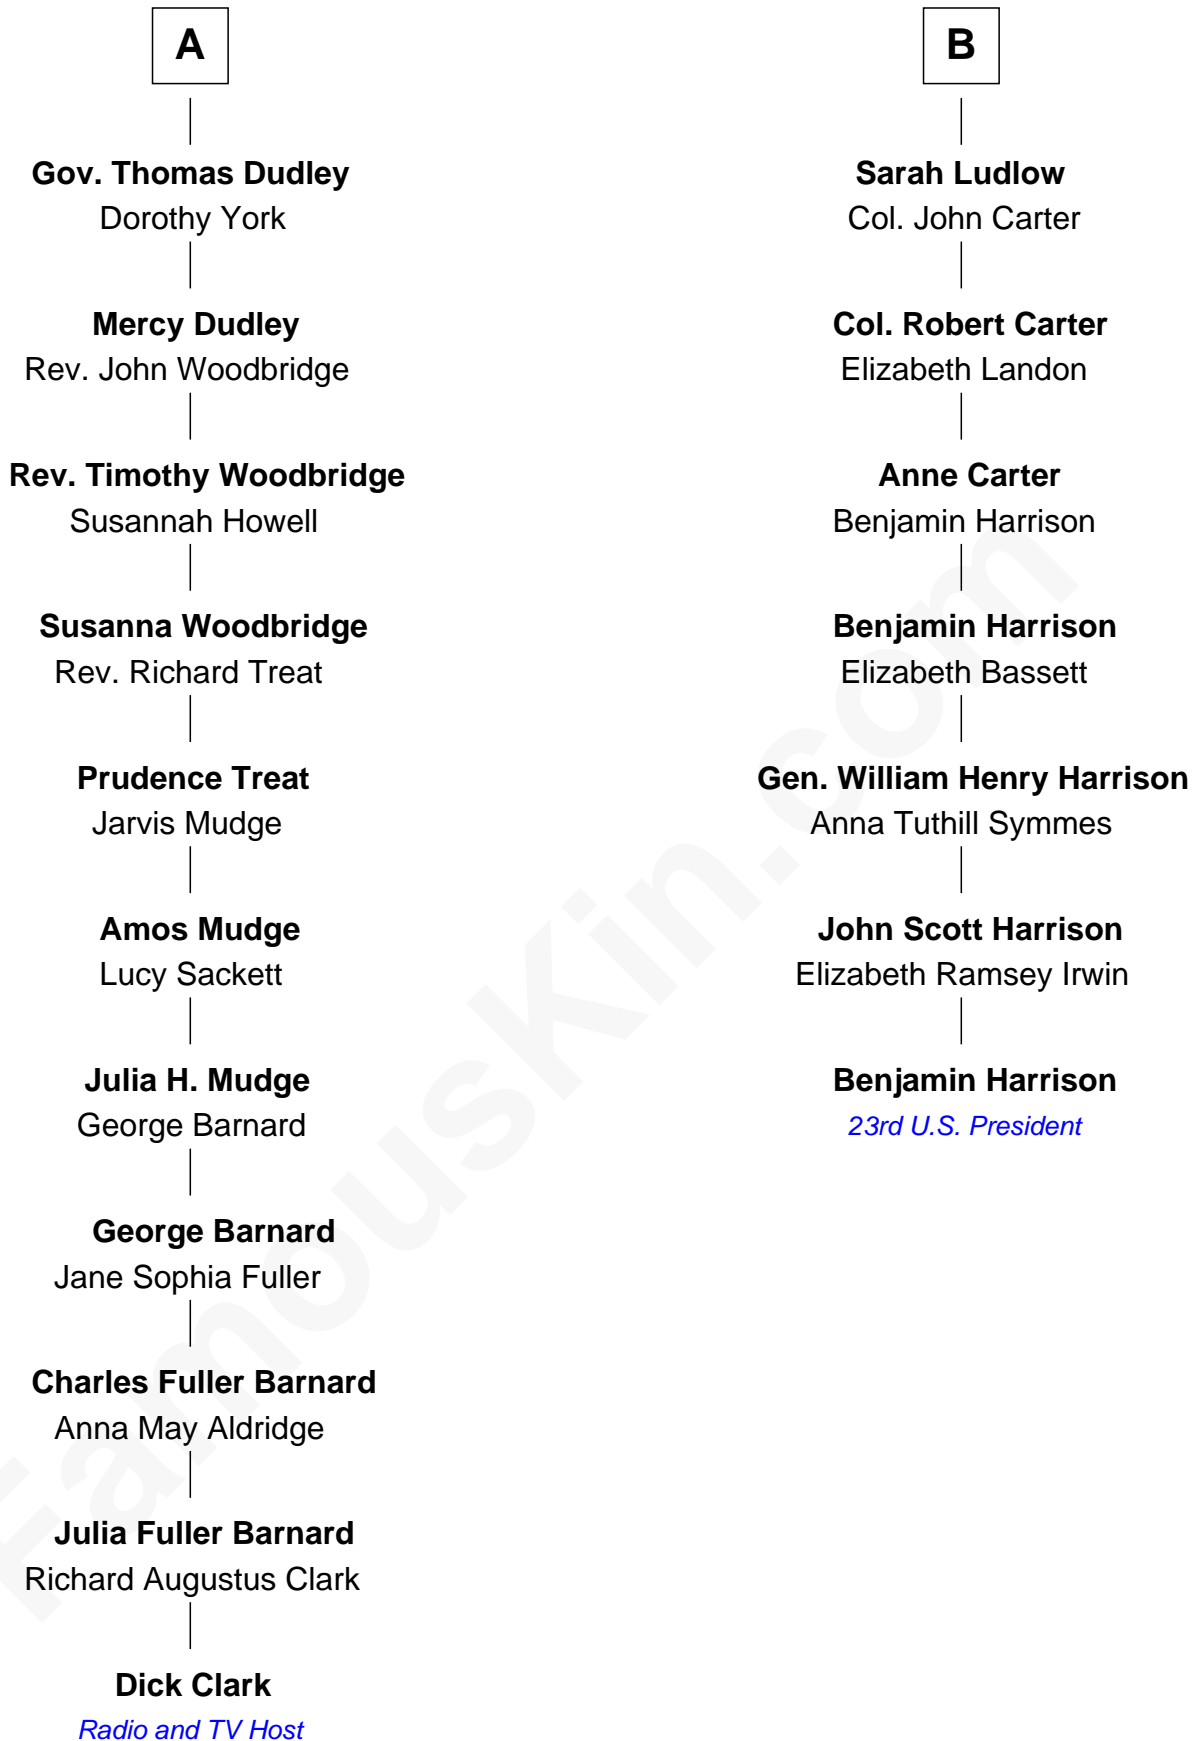 A
Gov. Thomas Dudley
Dorothy York
Mercy Dudley
Rev. John Woodbridge
Rev. Timothy Woodbridge
Susannah Howell
Susanna Woodbridge
Rev. Richard Treat
Prudence Treat
Jarvis Mudge
Amos Mudge
Lucy Sackett
Julia H. Mudge
George Barnard
George Barnard
Jane Sophia Fuller
Charles Fuller Barnard
Anna May Aldridge
Julia Fuller Barnard
Richard Augustus Clark
Dick Clark
Radio and TV Host
B
Sarah Ludlow
Col. John Carter
Col. Robert Carter
Elizabeth Landon
Anne Carter
Benjamin Harrison
Benjamin Harrison
Elizabeth Bassett
Gen. William Henry Harrison
Anna Tuthill Symmes
John Scott Harrison
Elizabeth Ramsey Irwin
Benjamin Harrison
23rd U.S. President
FamousKin.com